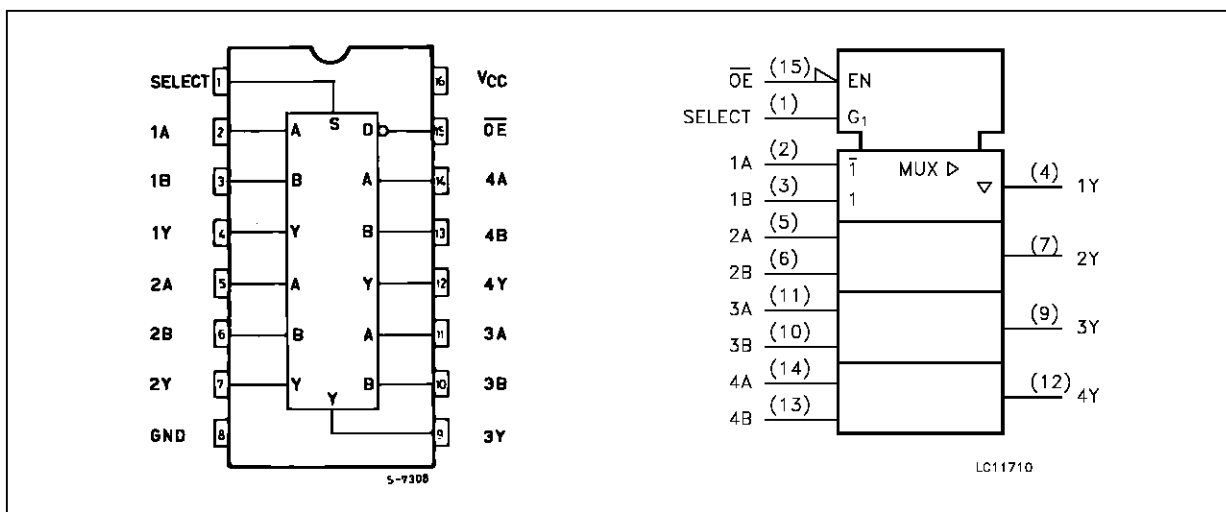 SELECT 1 16 VCC
S D
1A 2 A 15 O̅E̅
1B 3 B A 14 4A
1Y 4 Y B 13 4B
2A 5 A Y 12 4Y
2B 6 B A 11 3A
2Y 7 Y B 10 3B
Y
GND 8 9 3Y
S-7308
O̅E̅ (15) EN
SELECT (1) G1
1A (2) 1̅ MUX ▷
1B (3) 1 ▽ (4) 1Y
2A (5)
2B (6) (7) 2Y
3A (11)
3B (10) (9) 3Y
4A (14)
4B (13) (12) 4Y
LC11710